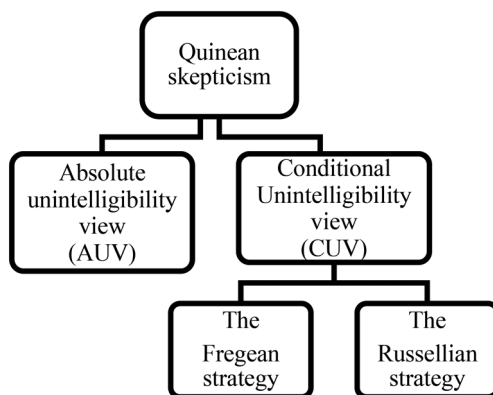 Quinean
skepticism
Absolute
unintelligibility
view
(AUV)
Conditional
Unintelligibility
view
(CUV)
The
Fregean
strategy
The
Russellian
strategy